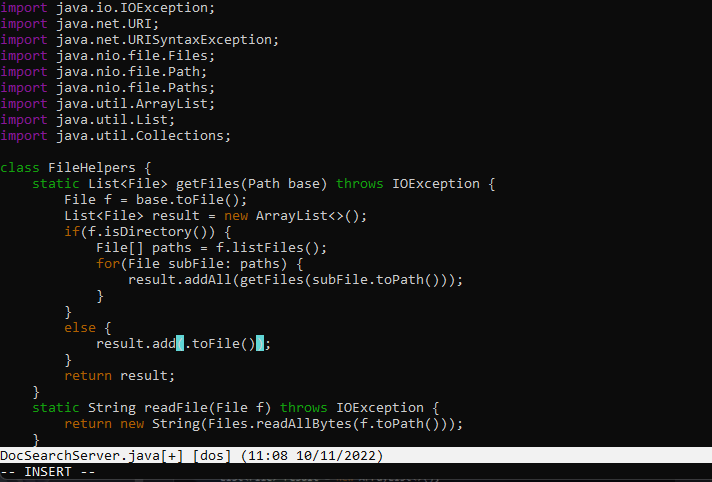 import java.io.IOException;
import java.net.URI;
import java.net.URISyntaxException;
import java.nio.file.Files;
import java.nio.file.Path;
import java.nio.file.Paths;
import java.util.ArrayList;
import java.util.List;
import java.util.Collections;

class FileHelpers {
    static List<File> getFiles(Path base) throws IOException {
        File f = base.toFile();
        List<File> result = new ArrayList<>();
        if(f.isDirectory()) {
            File[] paths = f.listFiles();
            for(File subFile: paths) {
                result.addAll(getFiles(subFile.toPath()));
            }
        }
        else {
            result.add(.toFile());
        }
        return result;
    }
    static String readFile(File f) throws IOException {
        return new String(Files.readAllBytes(f.toPath()));
    }
DocSearchServer.java[+] [dos] (11:08 10/11/2022)
-- INSERT --